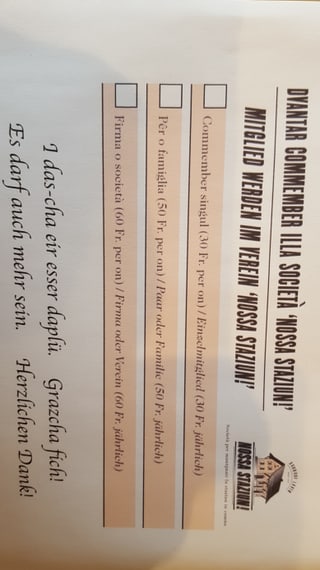 DVANTAR COMMEMBER ILLA SOCIETÀ 'NOSSA STAZIUN!'
MITGLIED WERDEN IM VEREIN 'NOSSA STAZIUN!'
NOSSA STAZIUN!
Commember singul (30 Fr. per on) / Einzelmitglied (30 Fr. jährlich)
Pêr o famiglia (50 Fr. per on) / Paar oder Familie (50 Fr. jährlich)
Firma o società (60 Fr. per on) / Firma oder Verein (60 Fr. jährlich)
I das-cha eir esser daplü. Grazcha fich!
Es darf auch mehr sein. Herzlichen Dank!